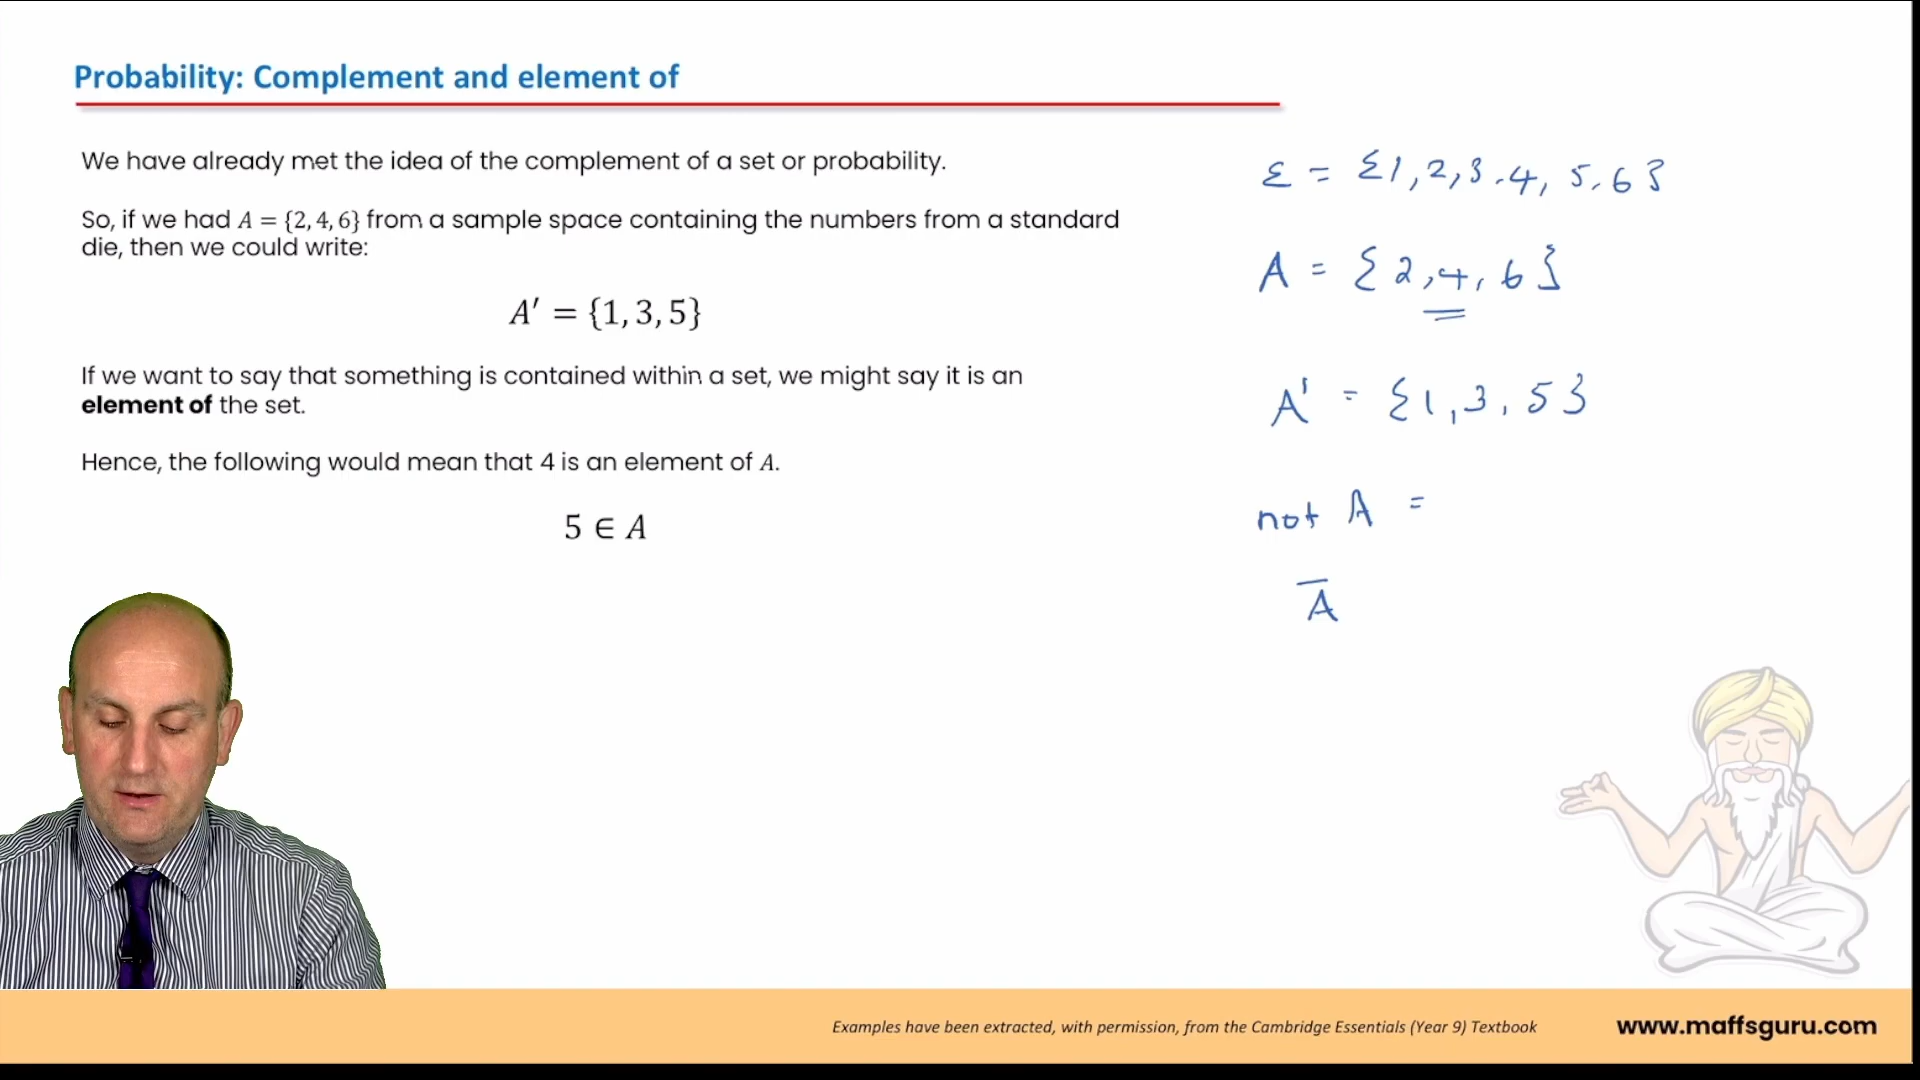 Probability: Complement and element of
We have already met the idea of the complement of a set or probability.
So, if we had A = {2, 4, 6} from a sample space containing the numbers from a standard
die, then we could write:
A′ = {1, 3, 5}
If we want to say that something is contained within a set, we might say it is an
element of the set.
Hence, the following would mean that 4 is an element of A.
5 ∈ A
ε = {1, 2, 3, 4, 5, 6}
A = {2, 4, 6}
A' = {1, 3, 5}
not A =
A̅
Examples have been extracted, with permission, from the Cambridge Essentials (Year 9) Textbook
www.maffsguru.com